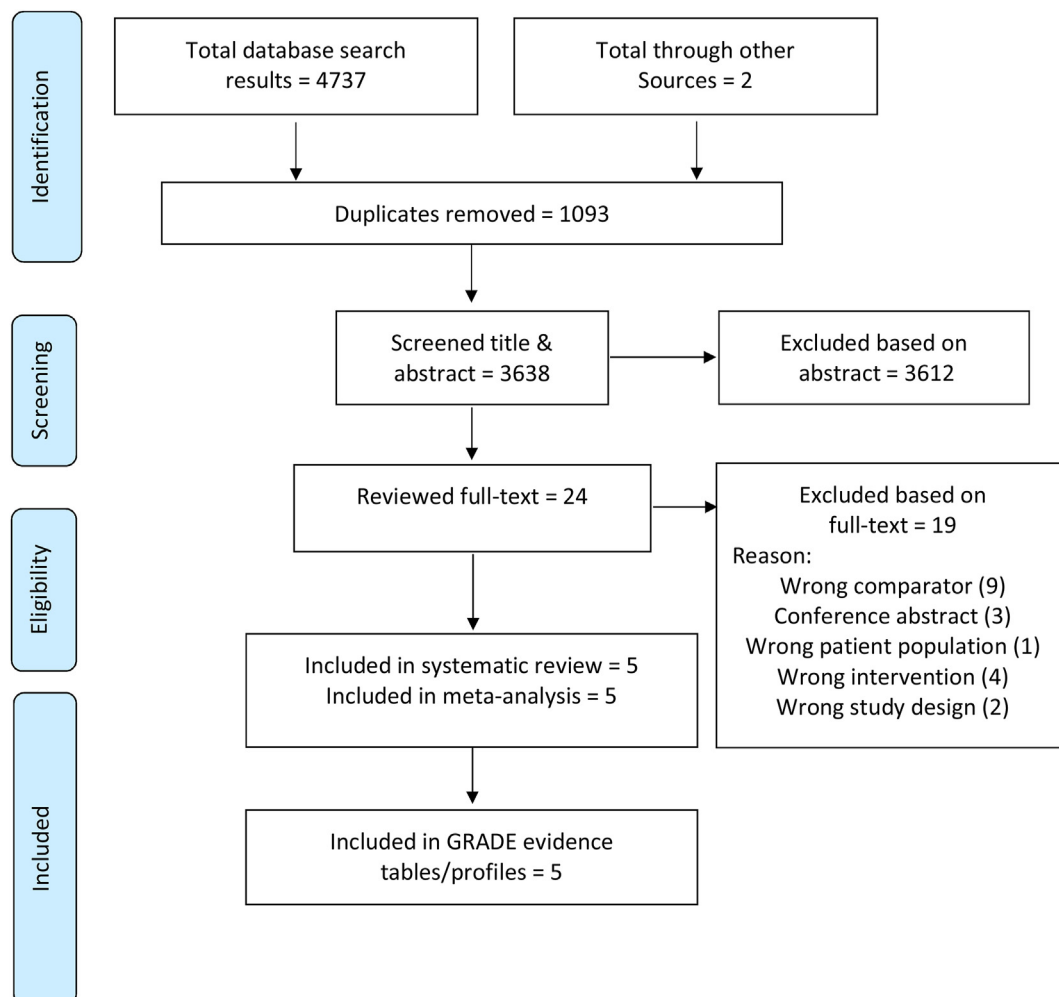 Identification
Total database search
results = 4737
Total through other
Sources = 2
Duplicates removed = 1093
Screening
Screened title &
abstract = 3638
Excluded based on
abstract = 3612
Eligibility
Reviewed full-text = 24
Excluded based on
full-text = 19
Reason:
Wrong comparator (9)
Conference abstract (3)
Wrong patient population (1)
Wrong intervention (4)
Wrong study design (2)
Included in systematic review = 5
Included in meta-analysis = 5
Included
Included in GRADE evidence
tables/profiles = 5